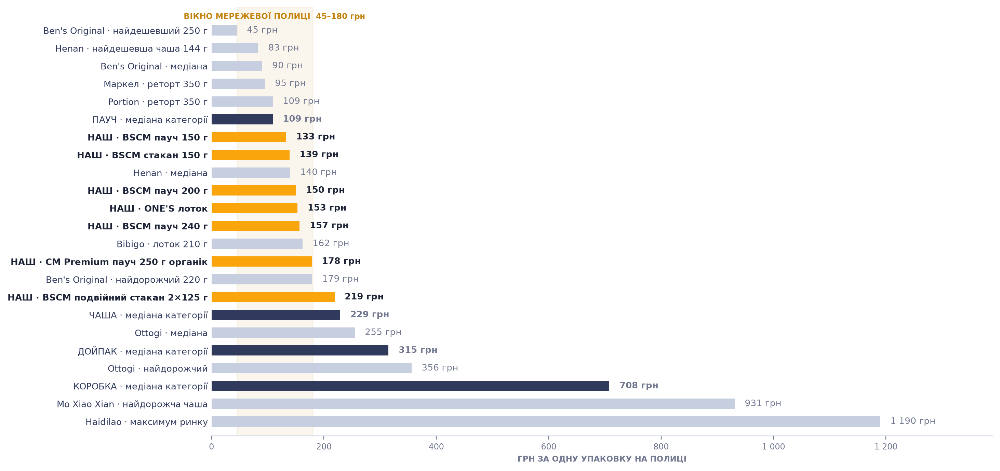 ВІКНО МЕРЕЖЕВОЇ ПОЛИЦІ 45–180 грн
Ben's Original · найдешевший 250 г 45 грн
Henan · найдешевша чаша 144 г 83 грн
Ben's Original · медіана 90 грн
Маркел · реторт 350 г 95 грн
Portion · реторт 350 г 109 грн
ПАУЧ · медіана категорії 109 грн
НАШ · BSCM пауч 150 г 133 грн
НАШ · BSCM стакан 150 г 139 грн
Henan · медіана 140 грн
НАШ · BSCM пауч 200 г 150 грн
НАШ · ONE'S лоток 153 грн
НАШ · BSCM пауч 240 г 157 грн
Bibigo · лоток 210 г 162 грн
НАШ · CM Premium пауч 250 г органік 178 грн
Ben's Original · найдорожчий 220 г 179 грн
НАШ · BSCM подвійний стакан 2×125 г 219 грн
ЧАША · медіана категорії 229 грн
Ottogi · медіана 255 грн
ДОЙПАК · медіана категорії 315 грн
Ottogi · найдорожчий 356 грн
КОРОБКА · медіана категорії 708 грн
Mo Xiao Xian · найдорожча чаша 931 грн
Haidilao · максимум ринку 1 190 грн
0 200 400 600 800 1 000 1 200
ГРН ЗА ОДНУ УПАКОВКУ НА ПОЛИЦІ